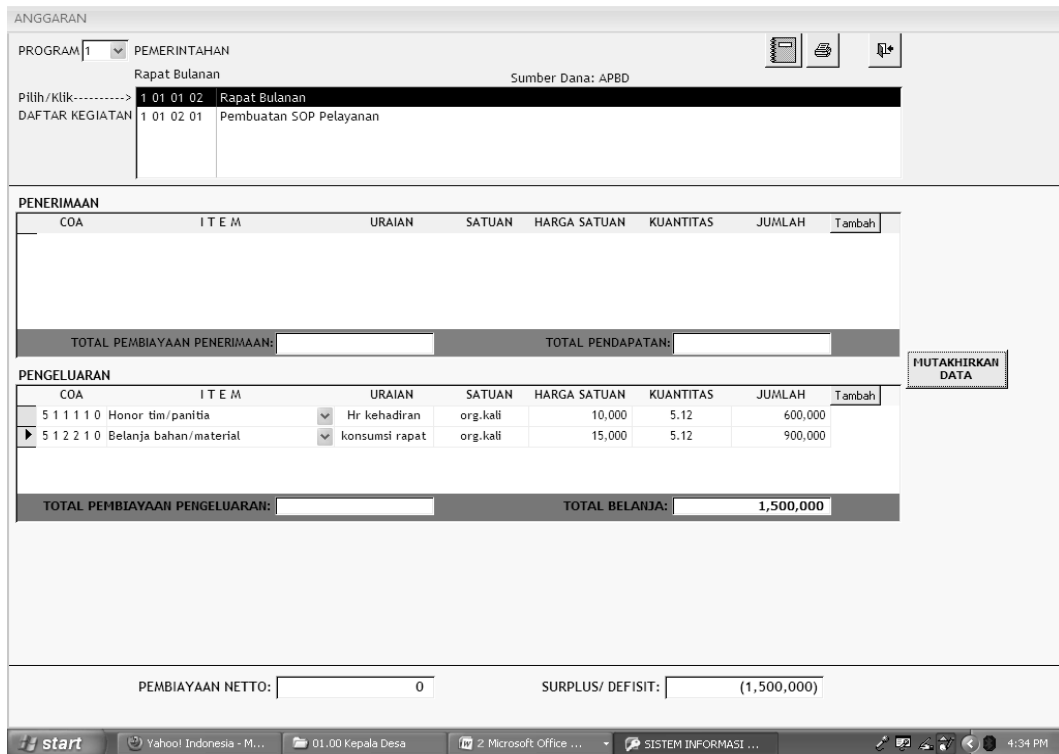 ANGGARAN
PROGRAM 1 PEMERINTAHAN
Rapat Bulanan Sumber Dana: APBD
Pilih/Klik----------> 1 01 01 02 Rapat Bulanan
DAFTAR KEGIATAN 1 01 02 01 Pembuatan SOP Pelayanan
PENERIMAAN
COA I T E M URAIAN SATUAN HARGA SATUAN KUANTITAS JUMLAH Tambah
TOTAL PEMBIAYAAN PENERIMAAN: TOTAL PENDAPATAN:
MUTAKHIRKAN
DATA
PENGELUARAN
COA I T E M URAIAN SATUAN HARGA SATUAN KUANTITAS JUMLAH Tambah
5 1 1 1 1 0 Honor tim/panitia Hr kehadiran org.kali 10,000 5.12 600,000
5 1 2 2 1 0 Belanja bahan/material konsumsi rapat org.kali 15,000 5.12 900,000
TOTAL PEMBIAYAAN PENGELUARAN: TOTAL BELANJA: 1,500,000
PEMBIAYAAN NETTO: 0 SURPLUS/ DEFISIT: (1,500,000)
start Yahoo! Indonesia - M... 01.00 Kepala Desa 2 Microsoft Office ... SISTEM INFORMASI ... 4:34 PM